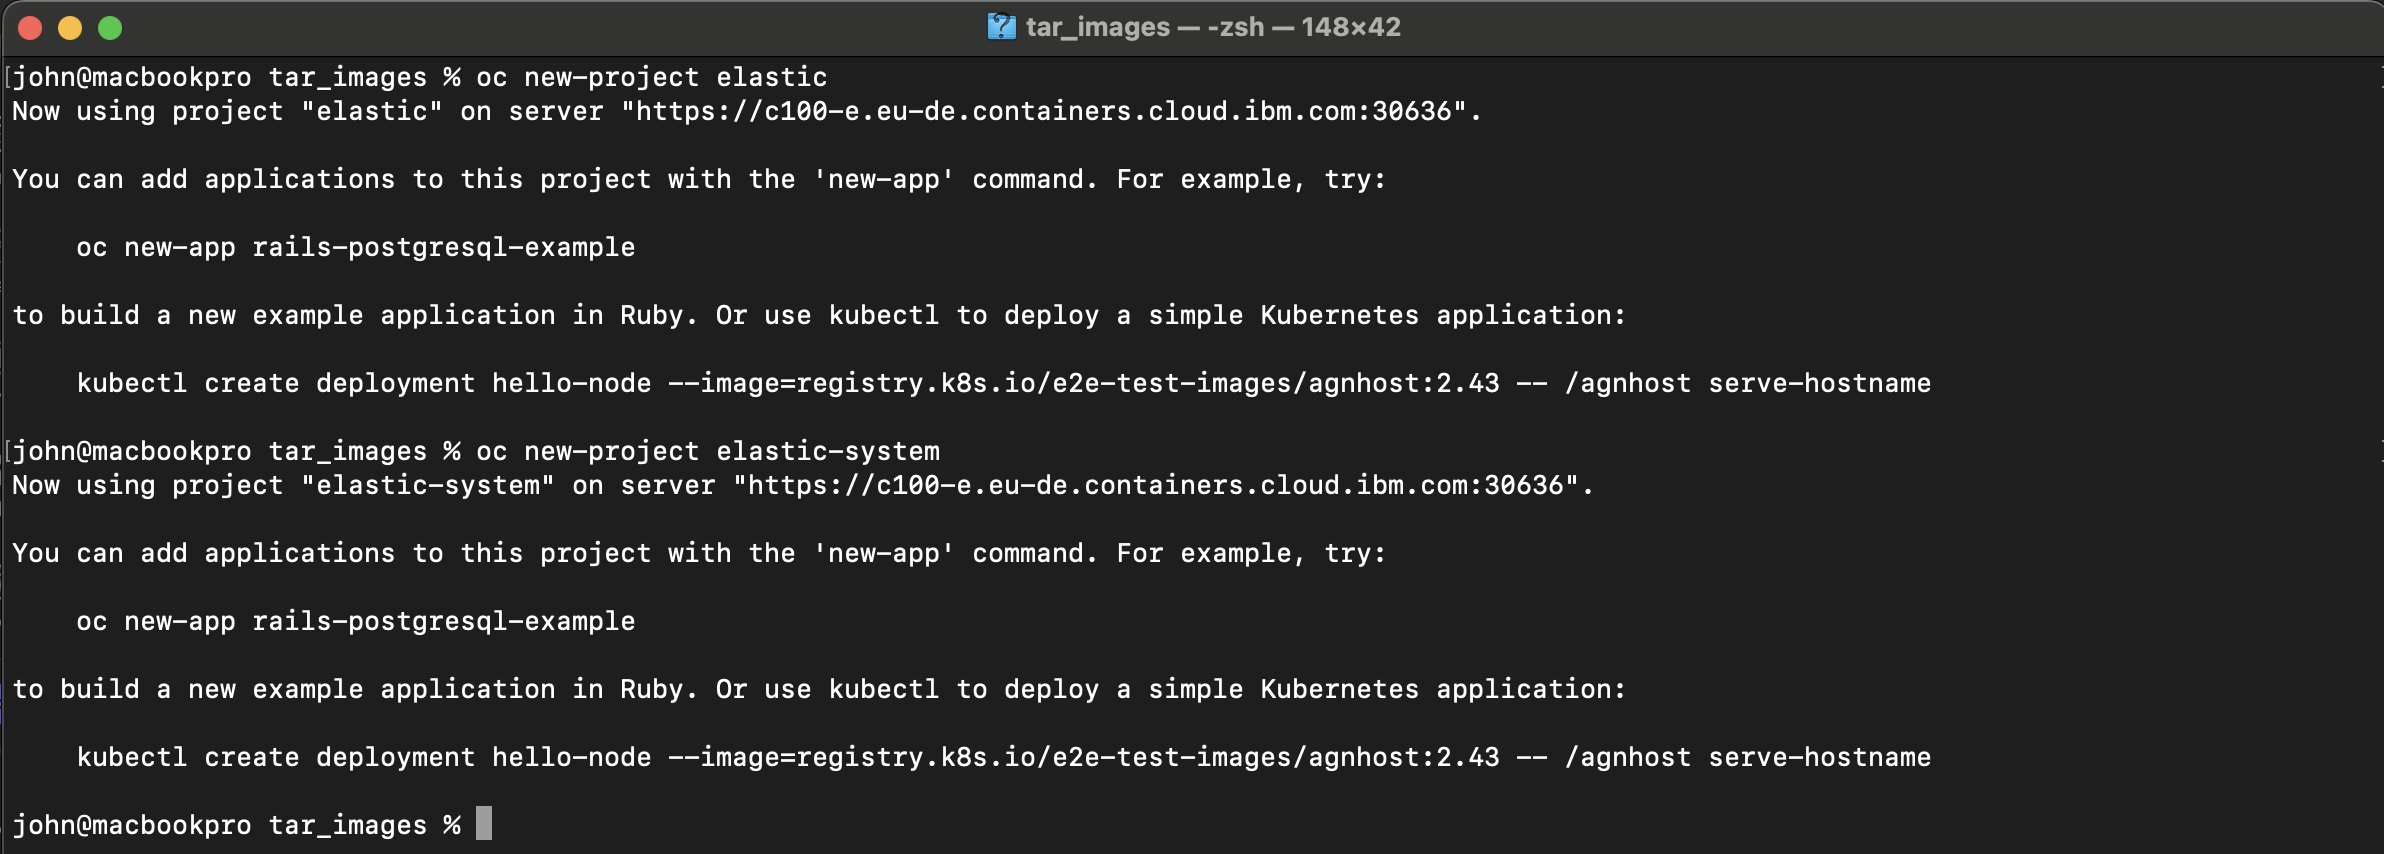 tar_images — -zsh — 148×42
[john@macbookpro tar_images % oc new-project elastic
Now using project "elastic" on server "https://c100-e.eu-de.containers.cloud.ibm.com:30636".
You can add applications to this project with the 'new-app' command. For example, try:
oc new-app rails-postgresql-example
to build a new example application in Ruby. Or use kubectl to deploy a simple Kubernetes application:
kubectl create deployment hello-node --image=registry.k8s.io/e2e-test-images/agnhost:2.43 -- /agnhost serve-hostname
[john@macbookpro tar_images % oc new-project elastic-system
Now using project "elastic-system" on server "https://c100-e.eu-de.containers.cloud.ibm.com:30636".
You can add applications to this project with the 'new-app' command. For example, try:
oc new-app rails-postgresql-example
to build a new example application in Ruby. Or use kubectl to deploy a simple Kubernetes application:
kubectl create deployment hello-node --image=registry.k8s.io/e2e-test-images/agnhost:2.43 -- /agnhost serve-hostname
john@macbookpro tar_images %